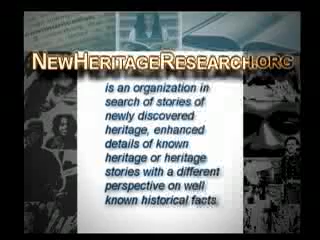 NEWHERITAGERESEARCH.ORG
is an organization in
search of stories of
newly discovered
heritage, enhanced
details of known
heritage or heritage
stories with a different
perspective on well
known historical facts.